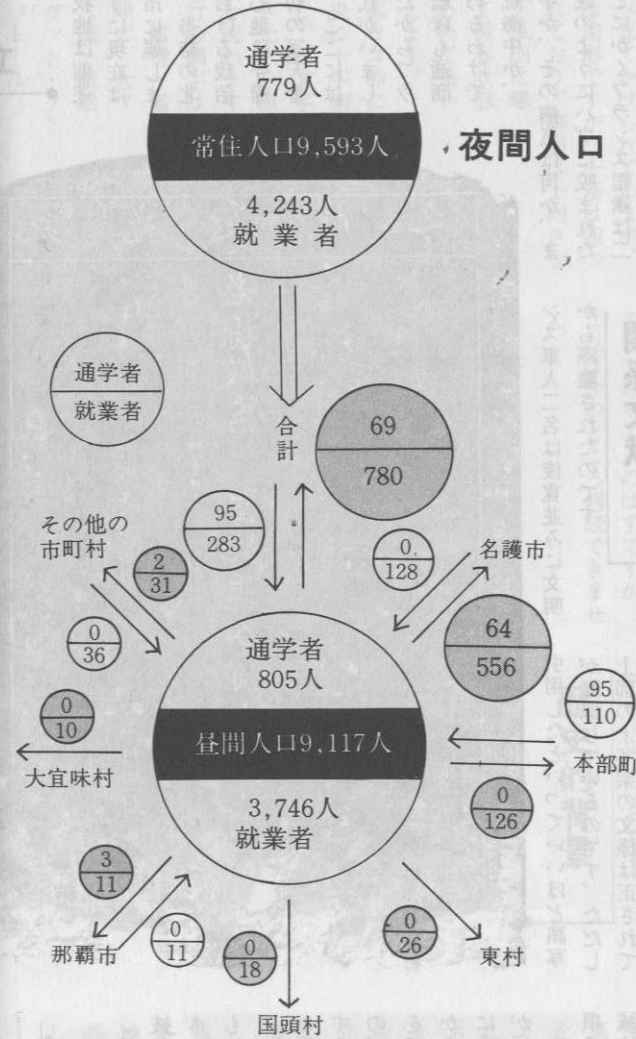 通学者
779人
常住人口9,593人
夜間人口
4,243人
就業者
通学者
就業者
合計
69
780
その他の
市町村
95
283
2
31
0
128
名護市
0
36
64
556
通学者
805人
95
110
0
10
昼間人口9,117人
大宜味村
本部町
3,746人
就業者
0
126
3
11
0
11
0
18
0
26
那覇市
東村
国頭村